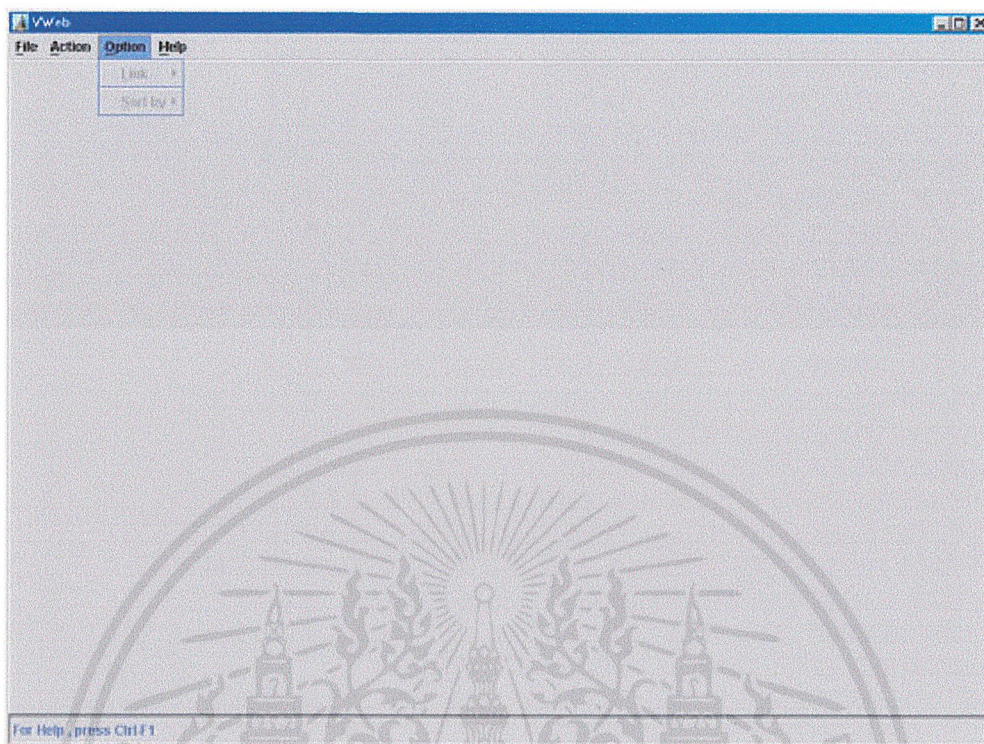 VWeb
File Action Option Help
Link
Sort by
For Help , press Ctrl F1